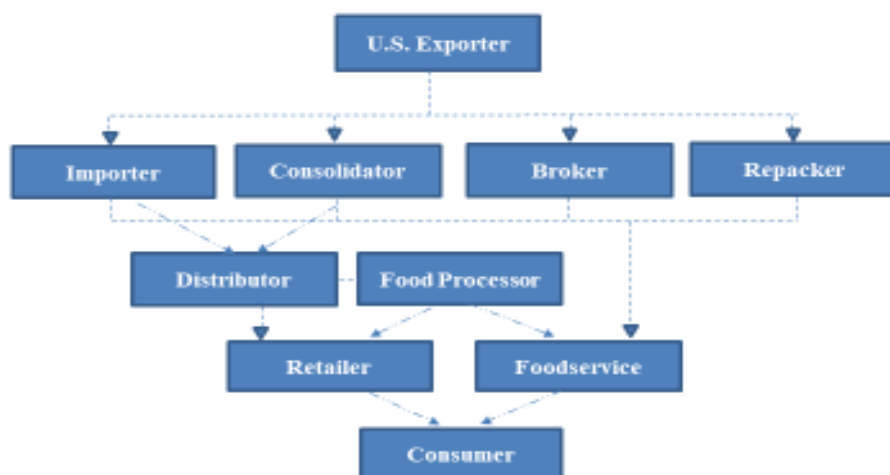 U.S. Exporter
Importer
Consolidator
Broker
Repacker
Distributor
Food Processor
Retailer
Foodservice
Consumer